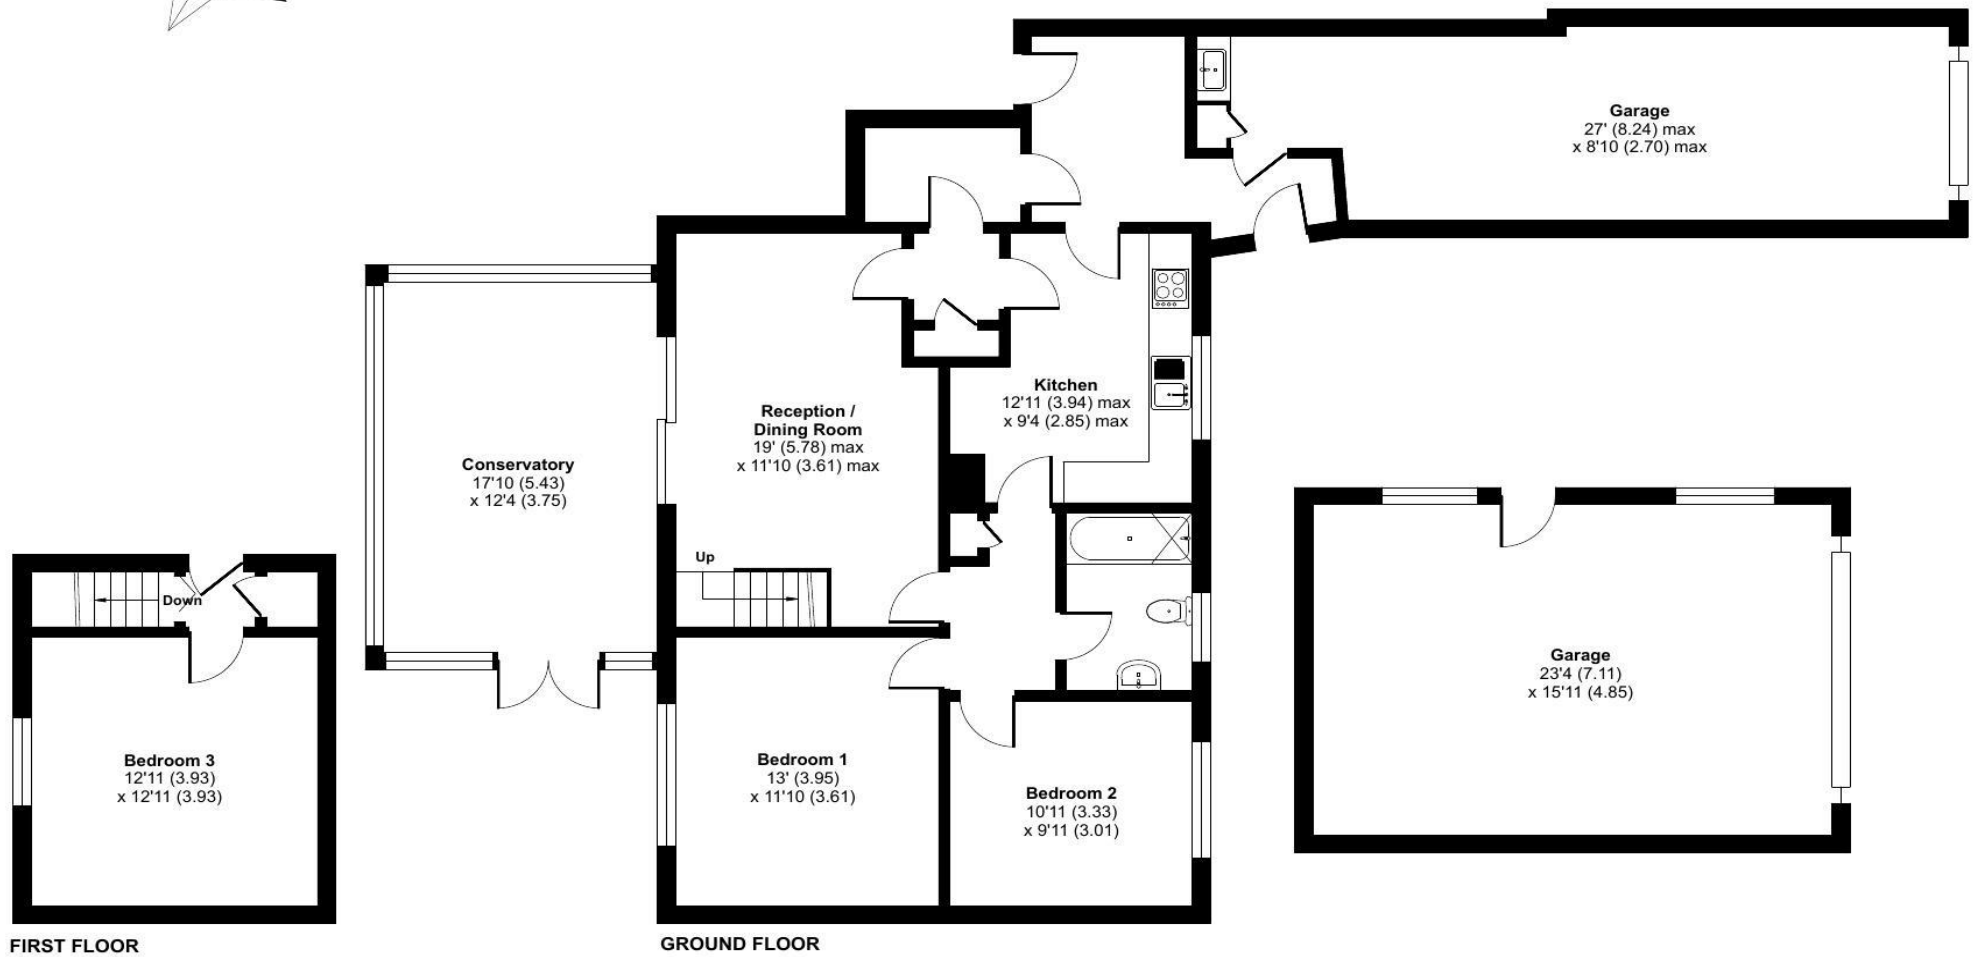 Garage
27' (8.24) max
x 8'10 (2.70) max
Kitchen
12'11 (3.94) max
x 9'4 (2.85) max
Reception /
Dining Room
19' (5.78) max
x 11'10 (3.61) max
Conservatory
17'10 (5.43)
x 12'4 (3.75)
Up
Down
Garage
23'4 (7.11)
x 15'11 (4.85)
Bedroom 3
12'11 (3.93)
x 12'11 (3.93)
Bedroom 1
13' (3.95)
x 11'10 (3.61)
Bedroom 2
10'11 (3.33)
x 9'11 (3.01)
FIRST FLOOR
GROUND FLOOR